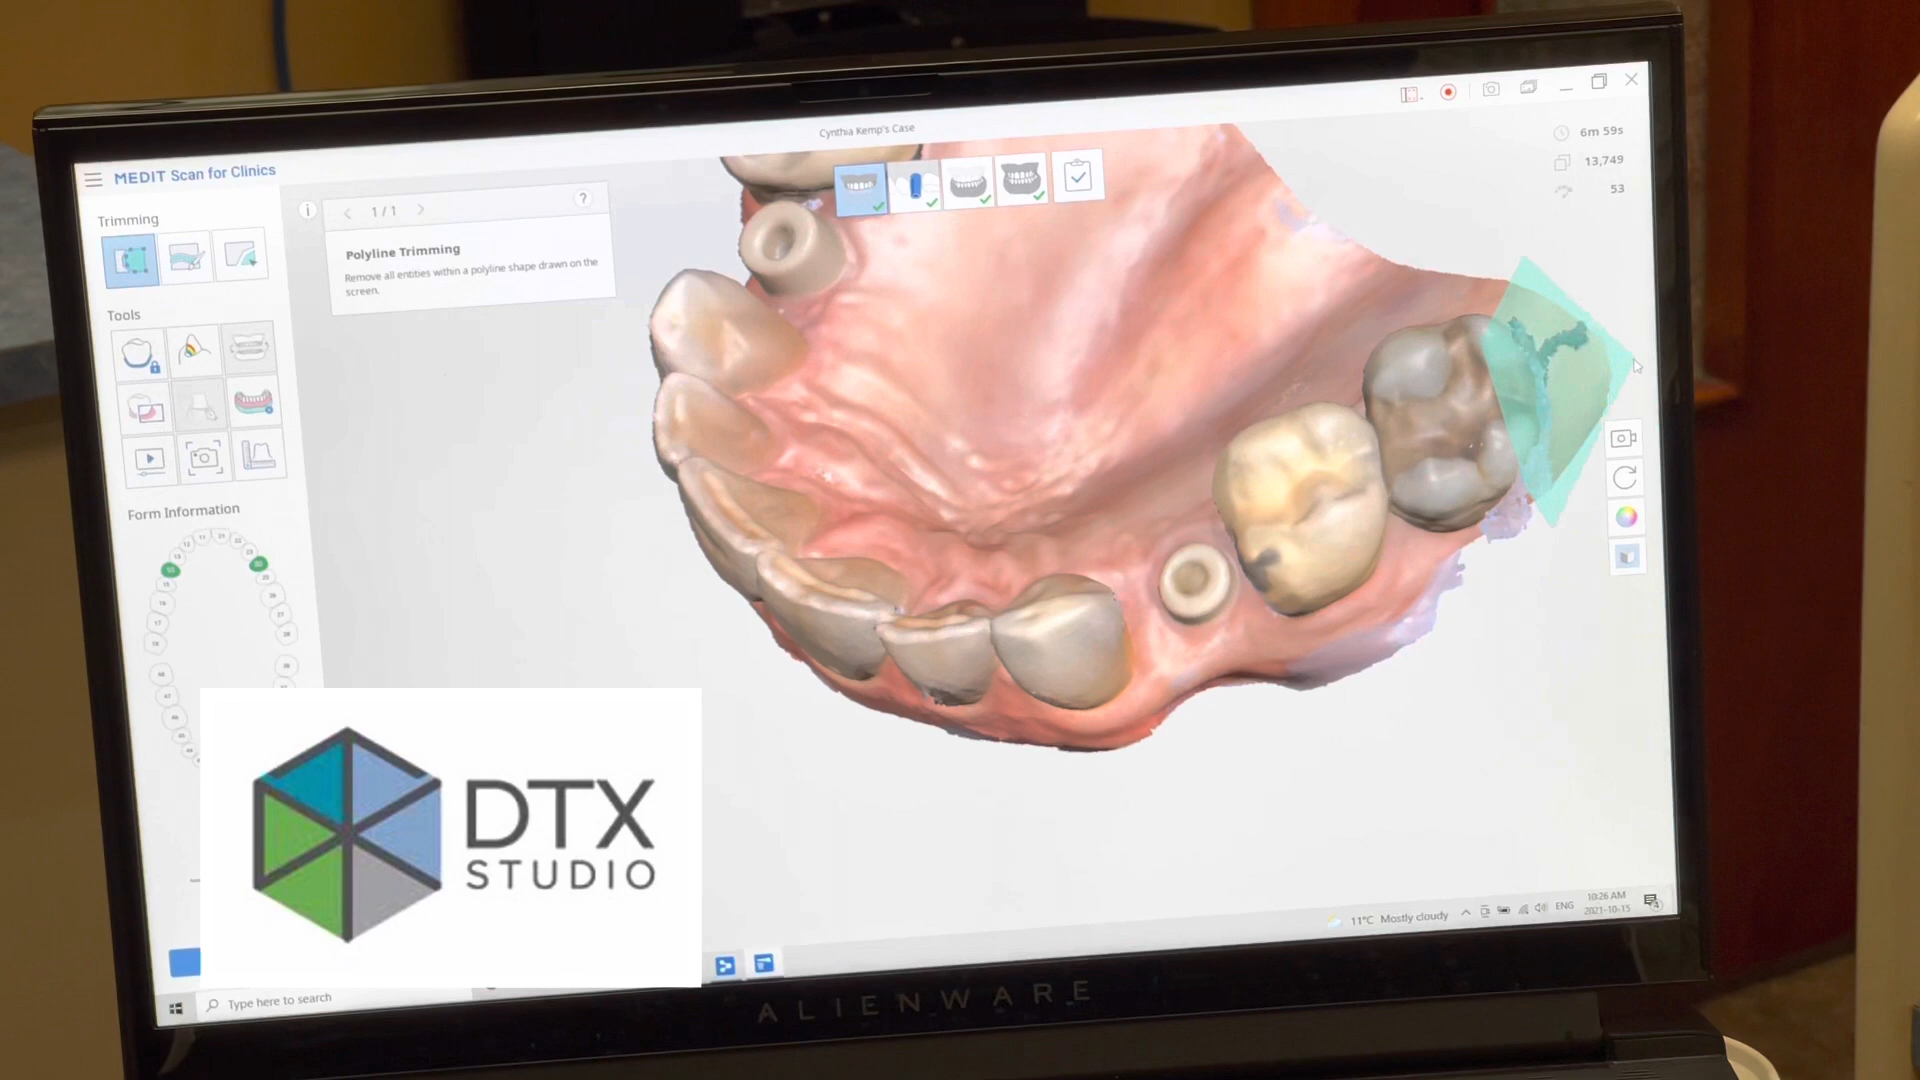 Cynthia Kemp's Case
MEDIT Scan for Clinics
6m 59s
13,749
53
Trimming
1/1
?
Polyline Trimming
Remove all entities within a polyline shape drawn on the
screen.
Tools
Form Information
DTX
STUDIO
11°C Mostly cloudy
ENG
10:26 AM
2021-10-15
Type here to search
ALIENWARE